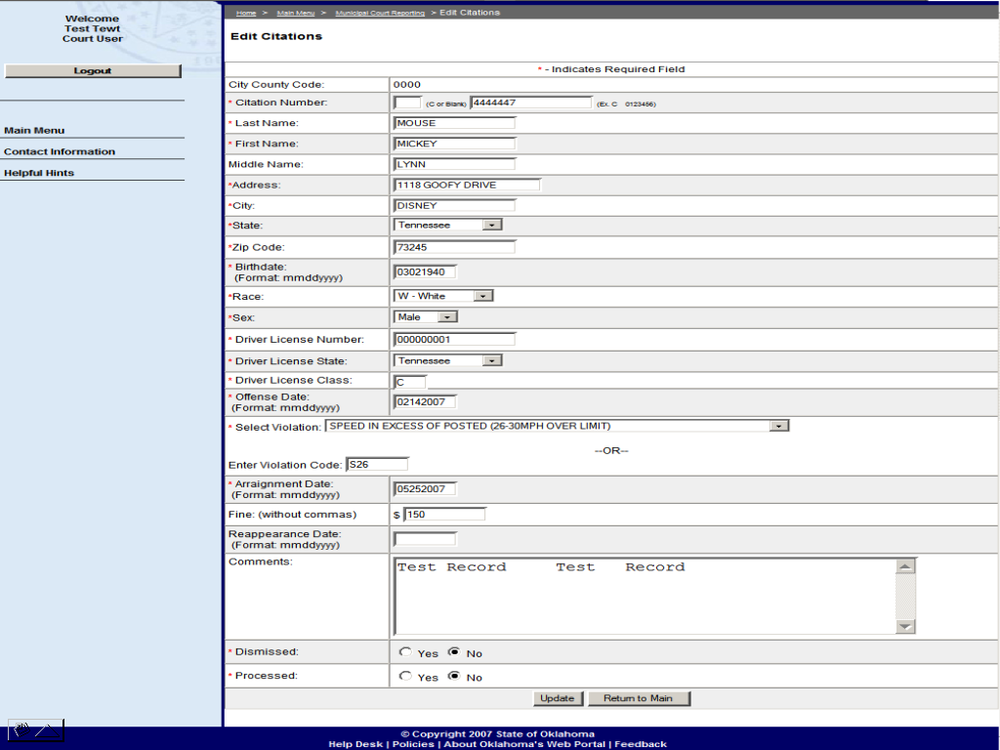 Welcome
Test Tewt
Court User
Logout
Main Menu
Contact Information
Helpful Hints
Home > Main Menu > Municipal Court Reporting > Edit Citations
Edit Citations
* - Indicates Required Field
City County Code: 0000
* Citation Number: (C or Blank) 4444447 (Ex. C 0123456)
* Last Name: MOUSE
* First Name: MICKEY
Middle Name: LYNN
*Address: 1118 GOOFY DRIVE
*City: DISNEY
*State: Tennessee
*Zip Code: 73245
* Birthdate:
(Format: mmddyyyy) 03021940
*Race: W - White
*Sex: Male
* Driver License Number: 000000001
* Driver License State: Tennessee
* Driver License Class: C
* Offense Date:
(Format: mmddyyyy) 02142007
* Select Violation: SPEED IN EXCESS OF POSTED (26-30MPH OVER LIMIT)
--OR--
Enter Violation Code: S26
* Arraignment Date:
(Format: mmddyyyy) 05252007
Fine: (without commas) $ 150
Reappearance Date:
(Format: mmddyyyy)
Comments: Test Record Test Record
* Dismissed: Yes No
* Processed: Yes No
Update Return to Main
© Copyright 2007 State of Oklahoma
Help Desk | Policies | About Oklahoma's Web Portal | Feedback